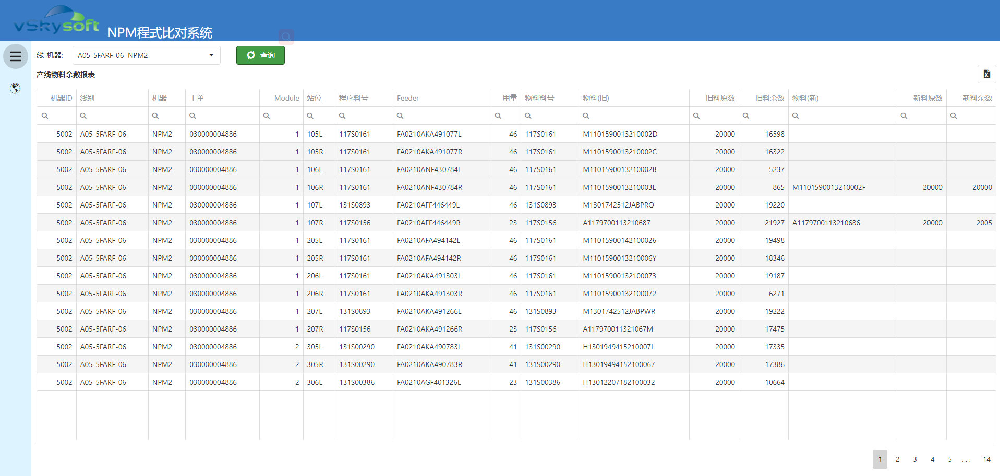 vSkysoft NPM程式比对系统
线-机器: A05-5FARF-06 NPM2 查询
产线物料余数报表
机器ID 线别 机器 工单 Module 站位 程序料号 Feeder 用量 物料料号 物料(旧) 旧料原数 旧料余数 物料(新) 新料原数 新料余数
5002 A05-5FARF-06 NPM2 030000004886 1 105L 117S0161 FA0210AKA491077L 46 117S0161 M1101590013210002D 20000 16598
5002 A05-5FARF-06 NPM2 030000004886 1 105R 117S0161 FA0210AKA491077R 46 117S0161 M1101590013210002C 20000 16322
5002 A05-5FARF-06 NPM2 030000004886 1 106L 117S0161 FA0210ANF430784L 46 117S0161 M1101590013210002B 20000 5237
5002 A05-5FARF-06 NPM2 030000004886 1 106R 117S0161 FA0210ANF430784R 46 117S0161 M1101590013210003E 20000 865 M1101590013210002F 20000 20000
5002 A05-5FARF-06 NPM2 030000004886 1 107L 131S0893 FA0210AFF446449L 46 131S0893 M1301742512JABPRQ 20000 19220
5002 A05-5FARF-06 NPM2 030000004886 1 107R 117S0156 FA0210AFF446449R 23 117S0156 A1179700113210687 20000 21927 A1179700113210686 20000 2005
5002 A05-5FARF-06 NPM2 030000004886 1 205L 117S0161 FA0210AFA494142L 46 117S0161 M11015900142100026 20000 19498
5002 A05-5FARF-06 NPM2 030000004886 1 205R 117S0161 FA0210AFA494142R 46 117S0161 M1101590013210006Y 20000 18346
5002 A05-5FARF-06 NPM2 030000004886 1 206L 117S0161 FA0210AKA491303L 46 117S0161 M11015900132100073 20000 19187
5002 A05-5FARF-06 NPM2 030000004886 1 206R 117S0161 FA0210AKA491303R 46 117S0161 M11015900132100072 20000 6271
5002 A05-5FARF-06 NPM2 030000004886 1 207L 131S0893 FA0210AKA491266L 46 131S0893 M1301742512JABPWR 20000 19222
5002 A05-5FARF-06 NPM2 030000004886 1 207R 117S0156 FA0210AKA491266R 23 117S0156 A117970011321067M 20000 17475
5002 A05-5FARF-06 NPM2 030000004886 2 305L 131S00290 FA0210AKA490783L 41 131S00290 H1301949415210007L 20000 17335
5002 A05-5FARF-06 NPM2 030000004886 2 305R 131S00290 FA0210AKA490783R 41 131S00290 H13019494152100067 20000 17386
5002 A05-5FARF-06 NPM2 030000004886 2 306L 131S00386 FA0210AGF401326L 23 131S00386 H13012207182100032 20000 10664
1 2 3 4 5 ... 14